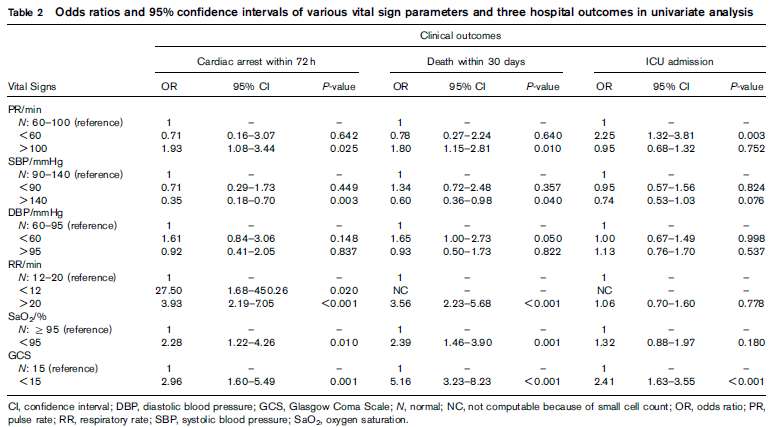 Table 2 Odds ratios and 95% confidence intervals of various vital sign parameters and three hospital outcomes in univariate analysis
Clinical outcomes
Cardiac arrest within 72 h Death within 30 days ICU admission
Vital Signs OR 95% CI P-value OR 95% CI P-value OR 95% CI P-value
PR/min
N: 60–100 (reference) 1 – – 1 – – 1 – –
<60 0.71 0.16–3.07 0.642 0.78 0.27–2.24 0.640 2.25 1.32–3.81 0.003
>100 1.93 1.08–3.44 0.025 1.80 1.15–2.81 0.010 0.95 0.68–1.32 0.752
SBP/mmHg
N: 90–140 (reference) 1 – – 1 – – 1 – –
<90 0.71 0.29–1.73 0.449 1.34 0.72–2.48 0.357 0.95 0.57–1.56 0.824
>140 0.35 0.18–0.70 0.003 0.60 0.36–0.98 0.040 0.74 0.53–1.03 0.076
DBP/mmHg
N: 60–95 (reference) 1 – – 1 – – 1 – –
<60 1.61 0.84–3.06 0.148 1.65 1.00–2.73 0.050 1.00 0.67–1.49 0.998
>95 0.92 0.41–2.05 0.837 0.93 0.50–1.73 0.822 1.13 0.76–1.70 0.537
RR/min
N: 12–20 (reference) 1 – – 1 – – 1 – –
<12 27.50 1.68–450.26 0.020 NC – – NC – –
>20 3.93 2.19–7.05 <0.001 3.56 2.23–5.68 <0.001 1.06 0.70–1.60 0.778
SaO2/%
N: ≥ 95 (reference) 1 – – 1 – – 1 – –
<95 2.28 1.22–4.26 0.010 2.39 1.46–3.90 0.001 1.32 0.88–1.97 0.180
GCS
N: 15 (reference) 1 – – 1 – – 1 – –
<15 2.96 1.60–5.49 0.001 5.16 3.23–8.23 <0.001 2.41 1.63–3.55 <0.001
CI, confidence interval; DBP, diastolic blood pressure; GCS, Glasgow Coma Scale; N, normal; NC, not computable because of small cell count; OR, odds ratio; PR,
pulse rate; RR, respiratory rate; SBP, systolic blood pressure; SaO2, oxygen saturation.